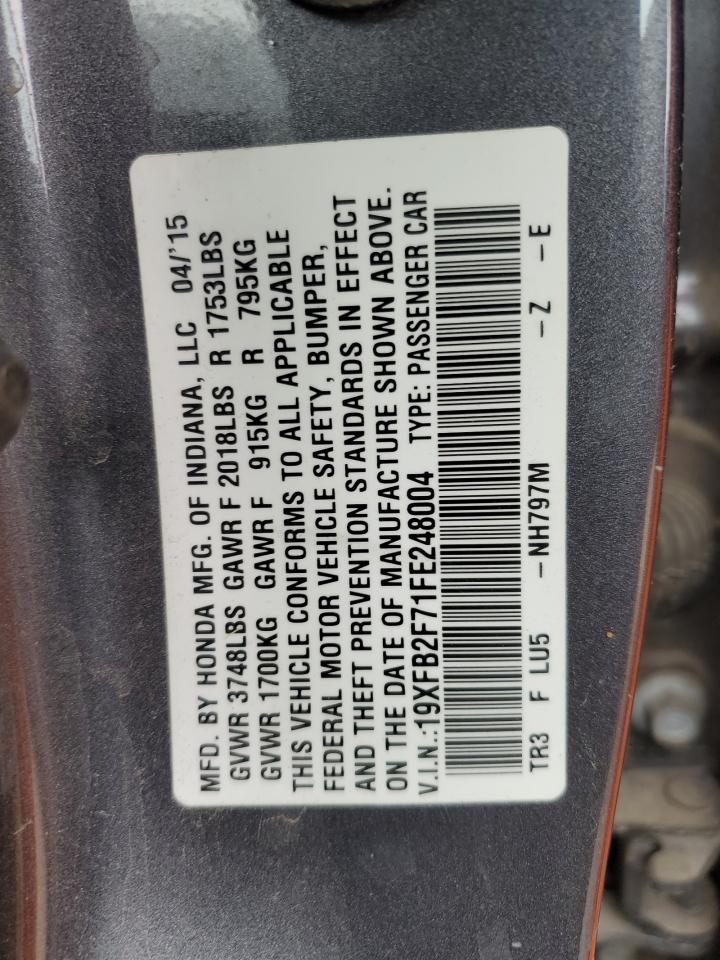 MFD. BY HONDA MFG. OF INDIANA, LLC 04/'15
GVWR 3748LBS GAWR F 2018LBS R 1753LBS
GVWR 1700KG GAWR F 915KG R 795KG
THIS VEHICLE CONFORMS TO ALL APPLICABLE
FEDERAL MOTOR VEHICLE SAFETY, BUMPER,
AND THEFT PREVENTION STANDARDS IN EFFECT
ON THE DATE OF MANUFACTURE SHOWN ABOVE.
V.I.N.:19XFB2F71FE248004 TYPE: PASSENGER CAR
TR3 F LU5 -NH797M -Z -E